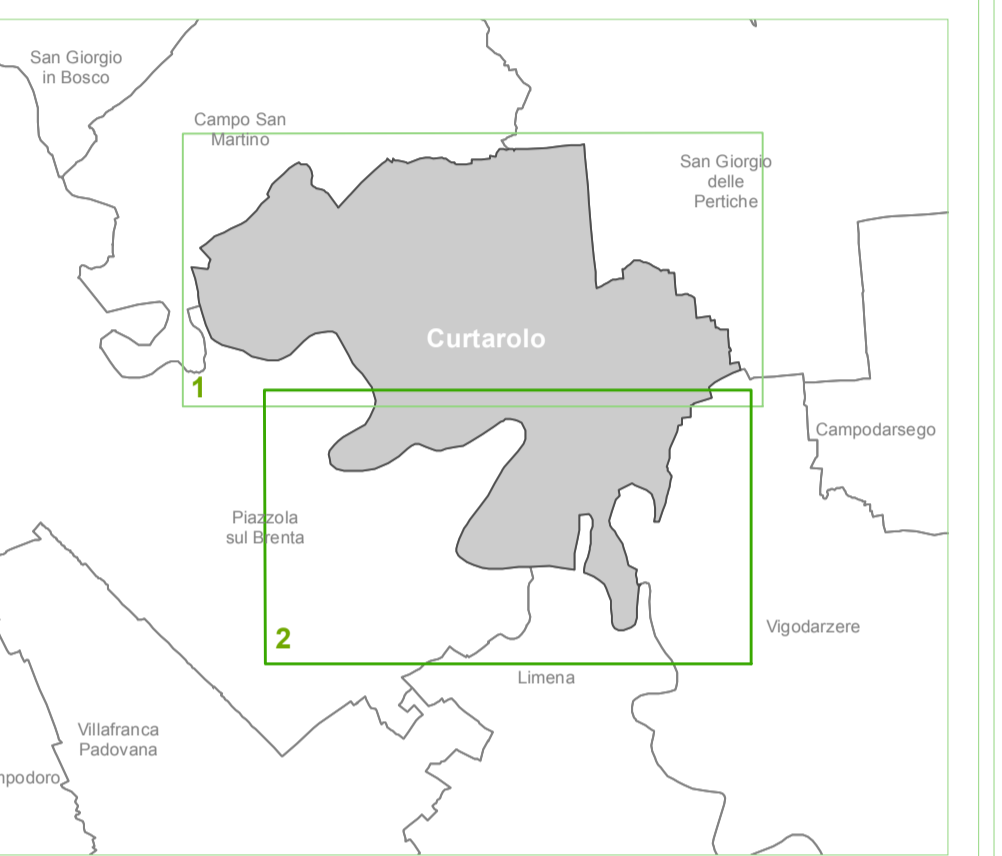 San Giorgio
in Bosco
Campo San
Martino
San Giorgio
delle
Pertiche
Curtarolo
1
Campodarsego
Piazzola
sul Brenta
2
Vigodarzere
Limena
Villafranca
Padovana
mpodoro